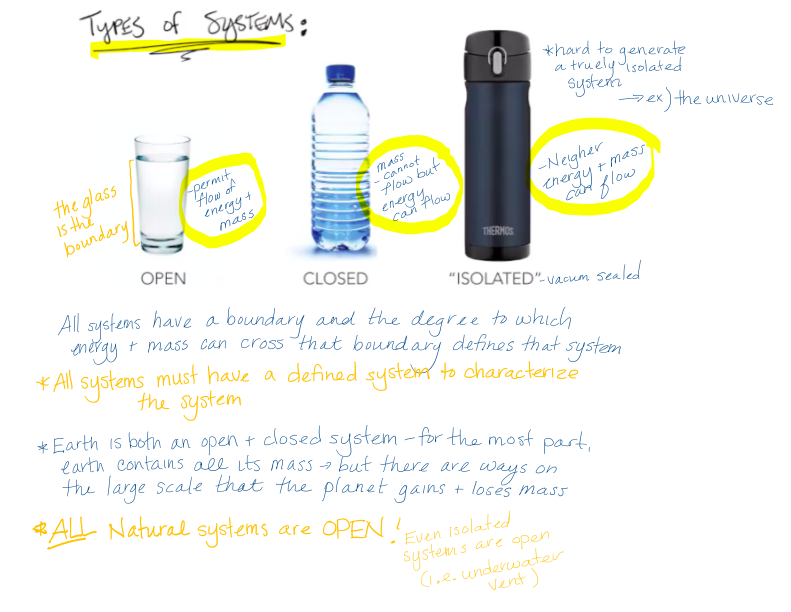 TYPES of SYSTEMS:
*hard to generate
a truely isolated
system
→ ex) the universe
the glass
is the
boundary
-permit
flow of
energy +
mass
mass
- cannot
flow but
energy
can flow
-Neigher
energy + mass
can flow
THERMOS
OPEN
CLOSED
"ISOLATED"
-vacum sealed
All systems have a boundary and the degree to which
energy + mass can cross that boundary defines that system
*All systems must have a defined system to characterize
the system
*Earth is both an open + closed system - for the most part,
earth contains all its mass → but there are ways on
the large scale that the planet gains + loses mass
*ALL Natural systems are OPEN!
Even isolated
systems are open
(i.e. underwater
vent)